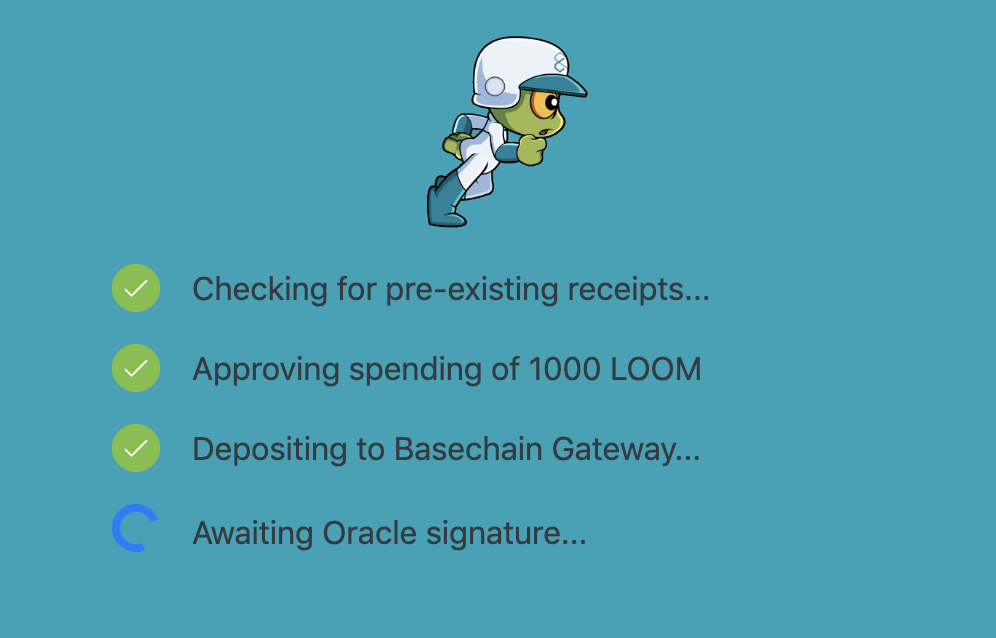 Checking for pre-existing receipts...
Approving spending of 1000 LOOM
Depositing to Basechain Gateway...
Awaiting Oracle signature...